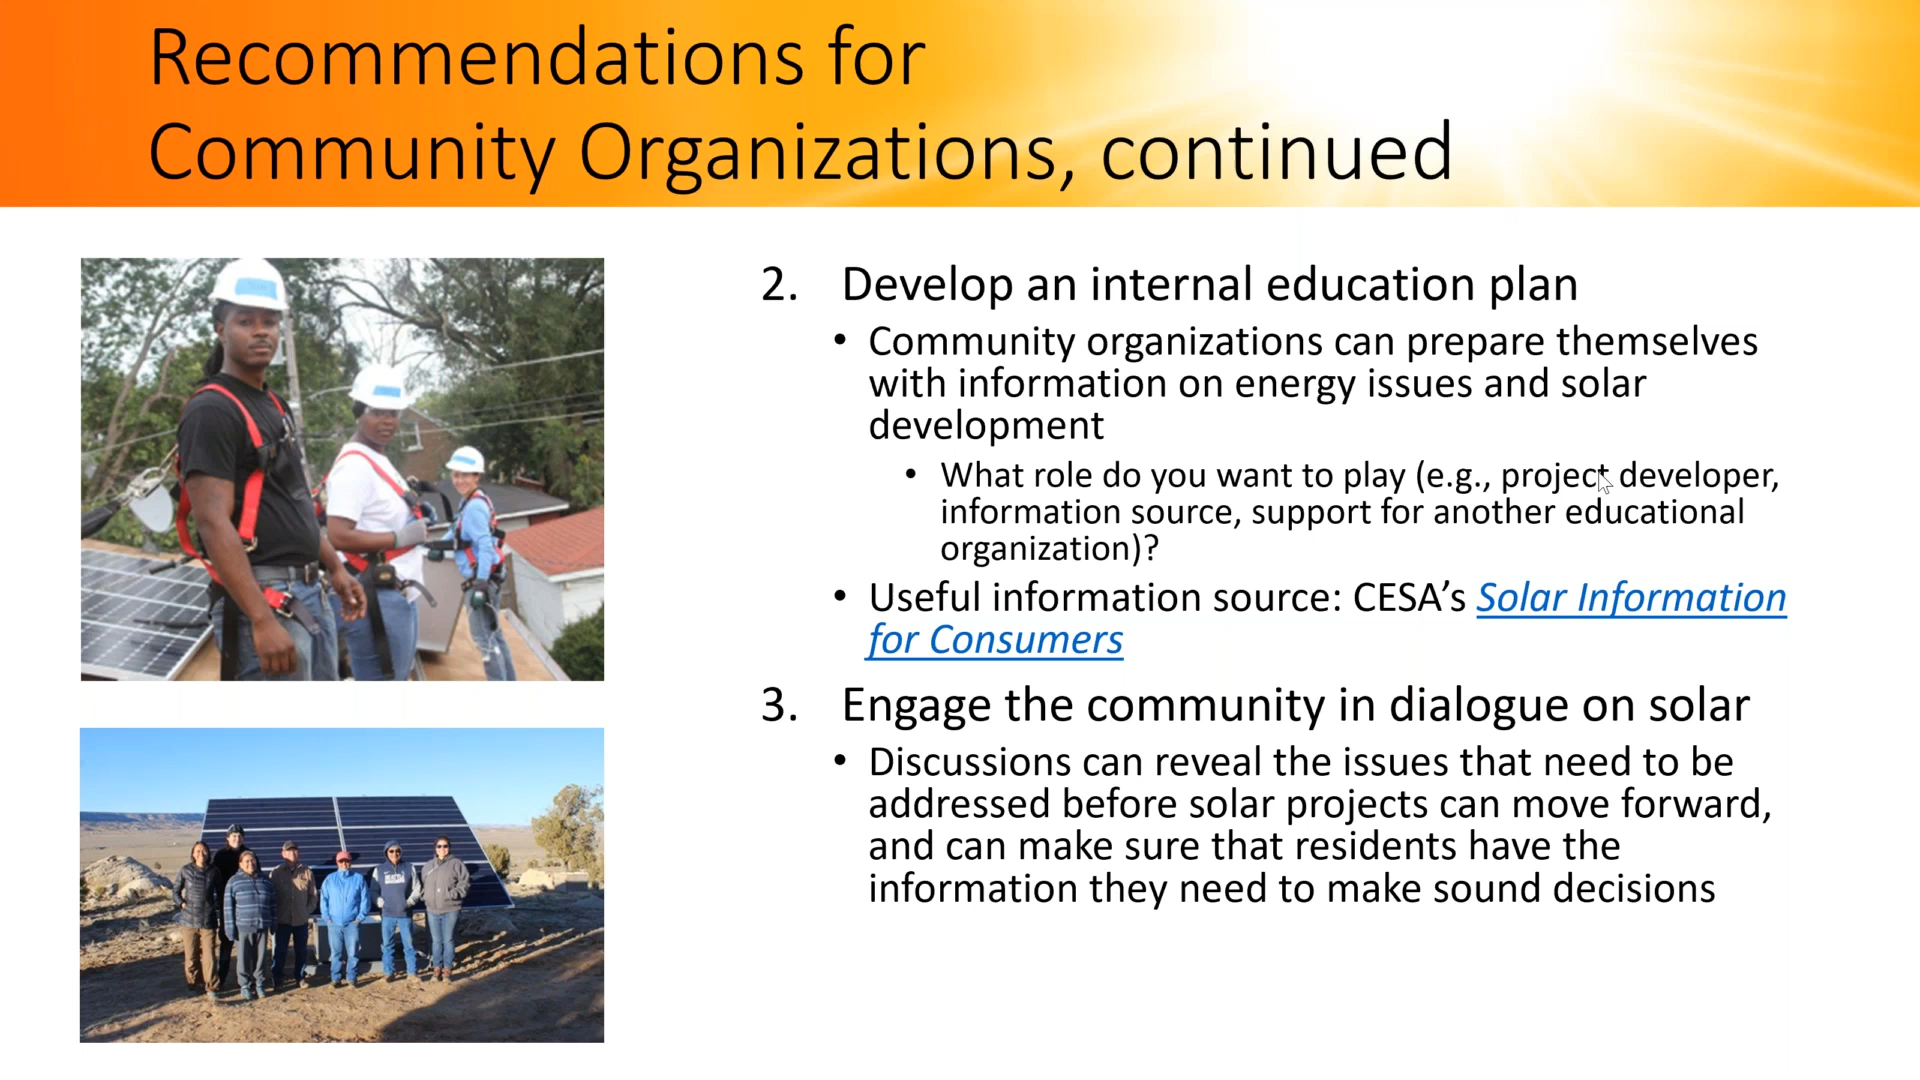 Recommendations for
Community Organizations, continued
2. Develop an internal education plan
• Community organizations can prepare themselves
with information on energy issues and solar
development
• What role do you want to play (e.g., project developer,
information source, support for another educational
organization)?
• Useful information source: CESA’s Solar Information
for Consumers
3. Engage the community in dialogue on solar
• Discussions can reveal the issues that need to be
addressed before solar projects can move forward,
and can make sure that residents have the
information they need to make sound decisions